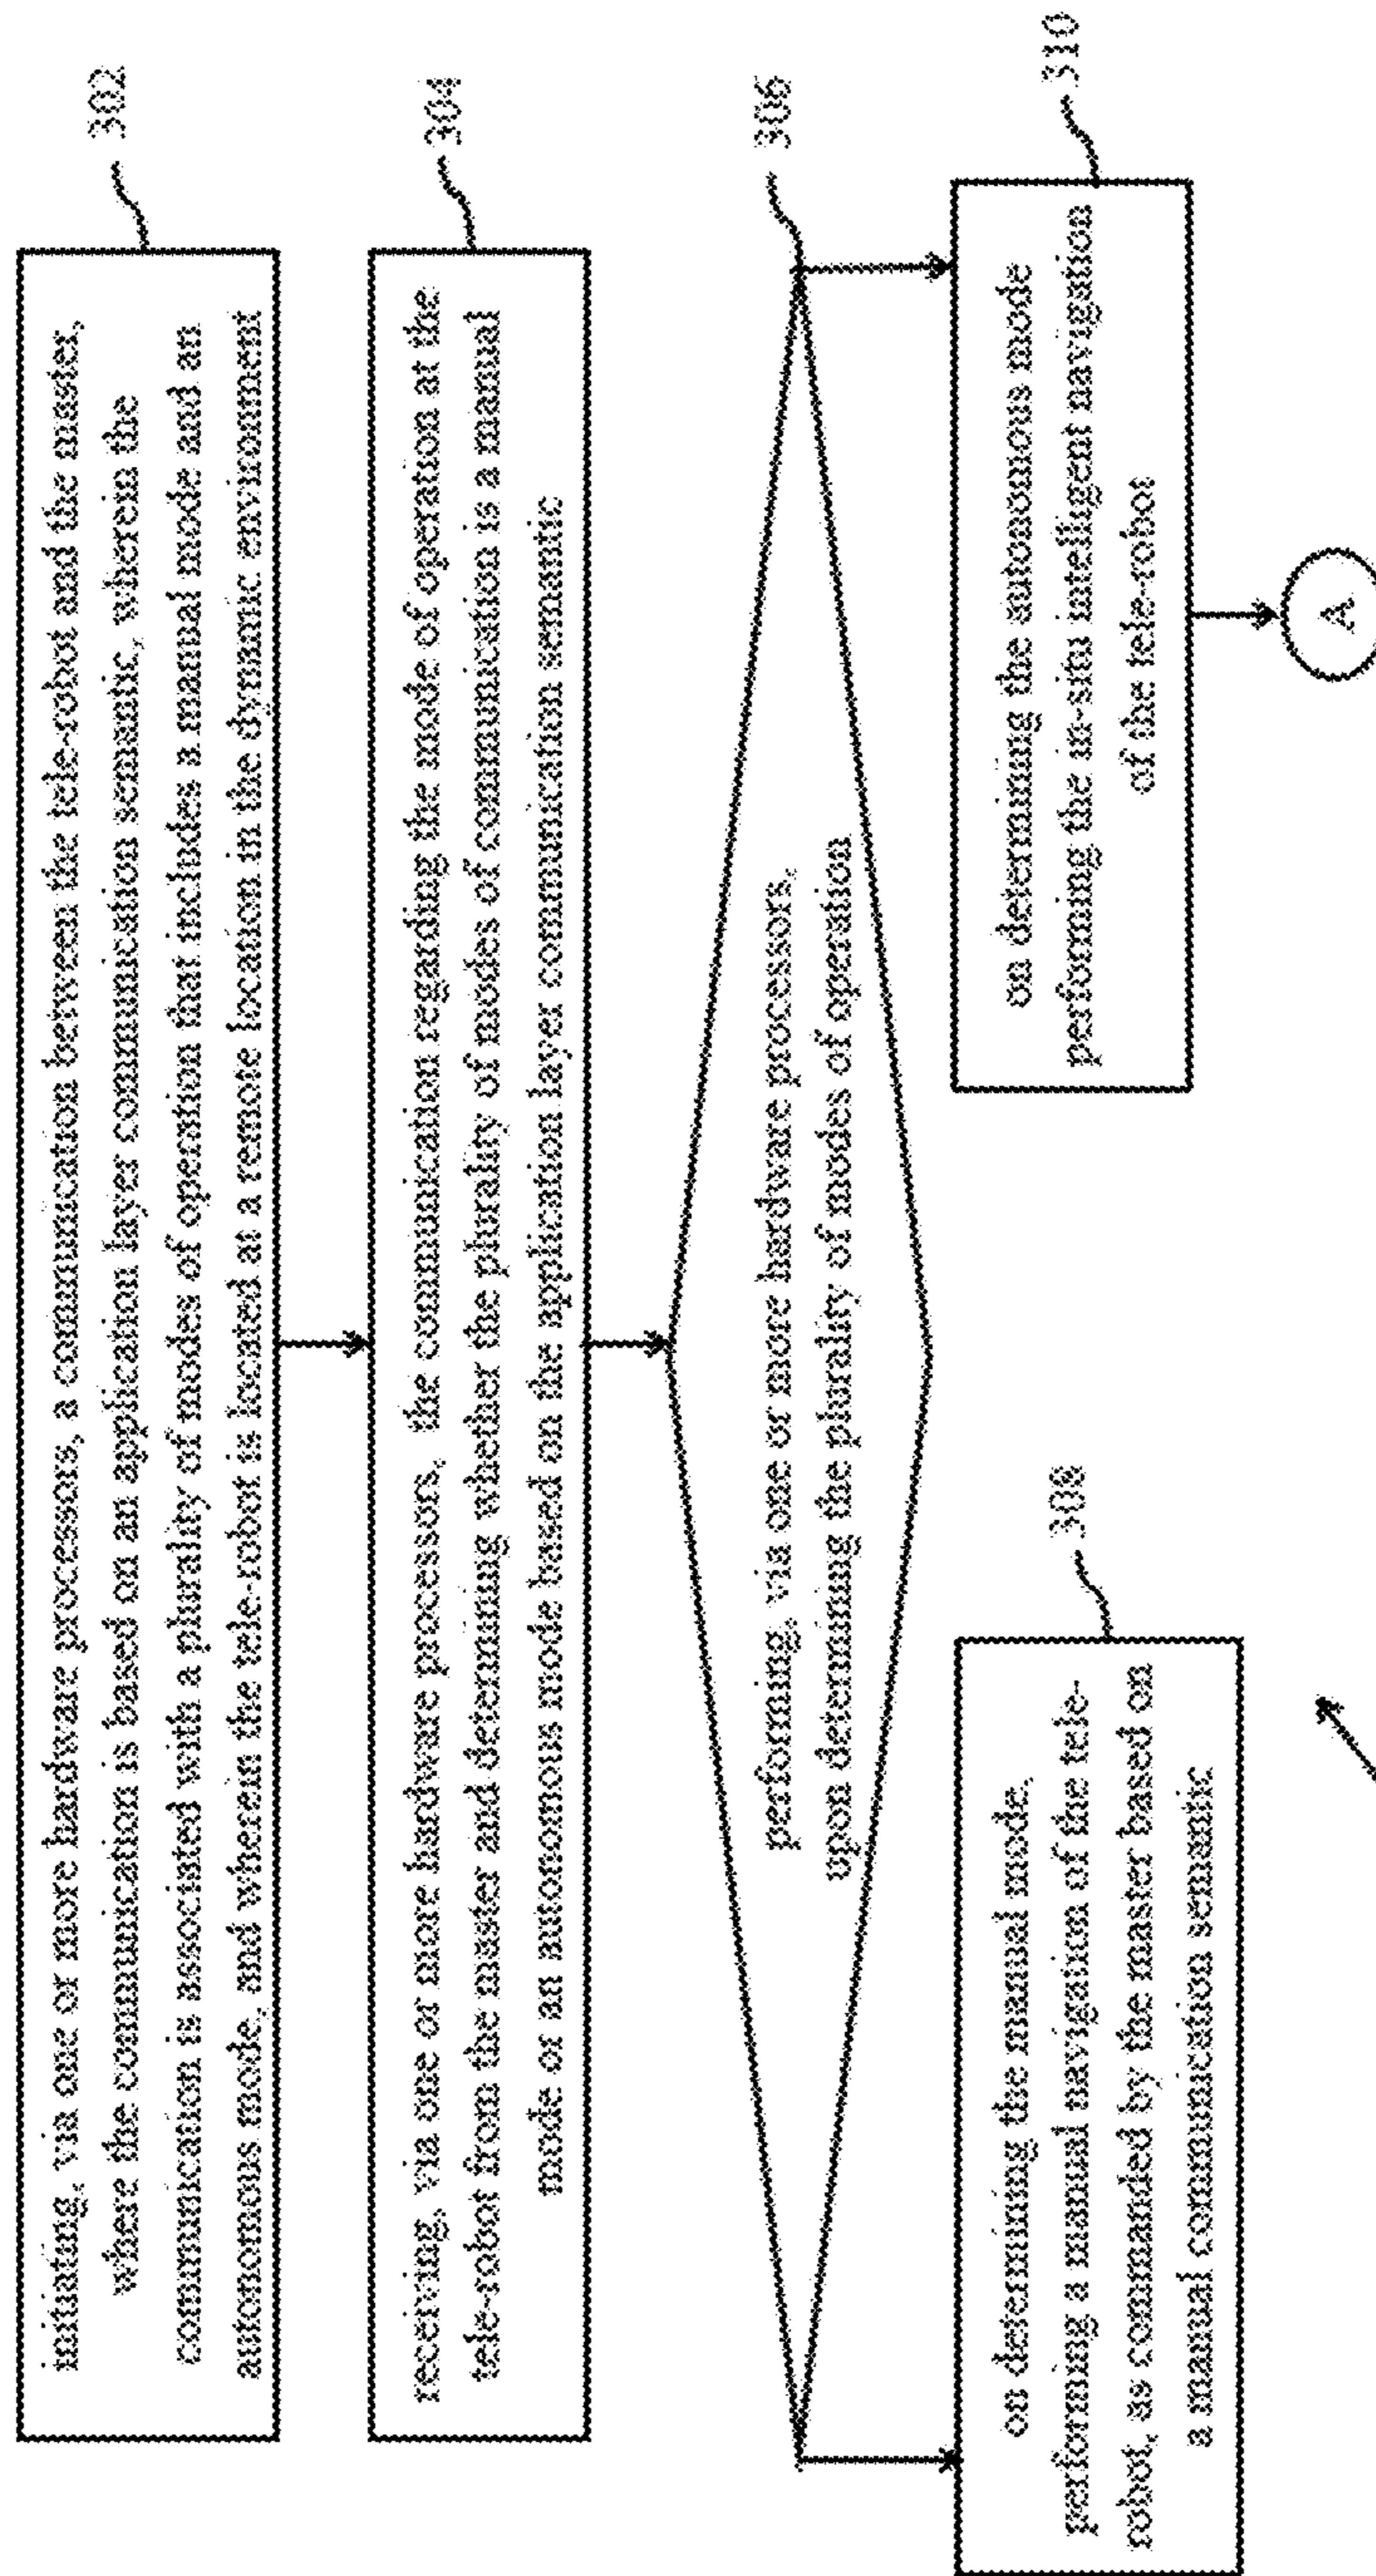 initiating, via one or more hardware processors, a communication between the tele-robot and the master,
where the communication is based on an application layer communication semantic, wherein the
communication is associated with a plurality of modes of operation that includes a manual mode and an
autonomous mode, and wherein the tele-robot is located at a remote location in the dynamic environment
302
receiving, via one or more hardware processors, the communication regarding the mode of operation at the
tele-robot from the master and determining whether the plurality of modes of communication is a manual
mode or an autonomous mode based on the application layer communication semantic
304
performing, via one or more hardware processors,
upon determining the plurality of modes of operation
306
on determining the manual mode,
performing a manual navigation of the tele-
robot, as commanded by the master based on
a manual communication semantic
308
on determining the autonomous mode
performing the in-situ intelligent navigation
of the tele-robot
310
A